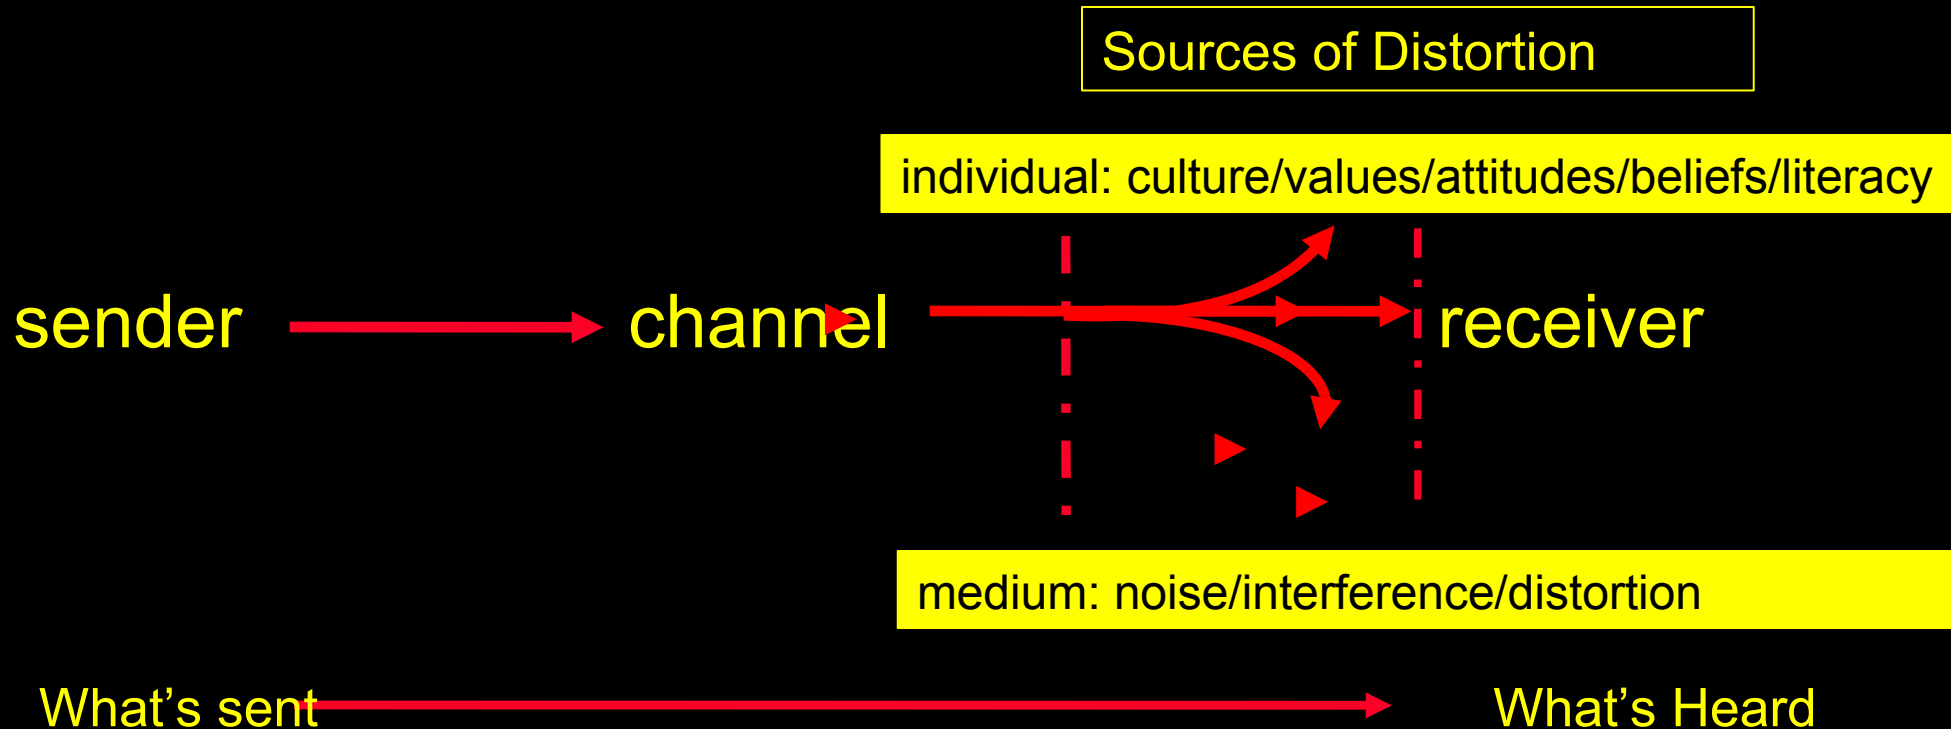 Sources of Distortion
individual: culture/values/attitudes/beliefs/literacy
sender
channel
receiver
medium: noise/interference/distortion
What’s sent
What’s Heard